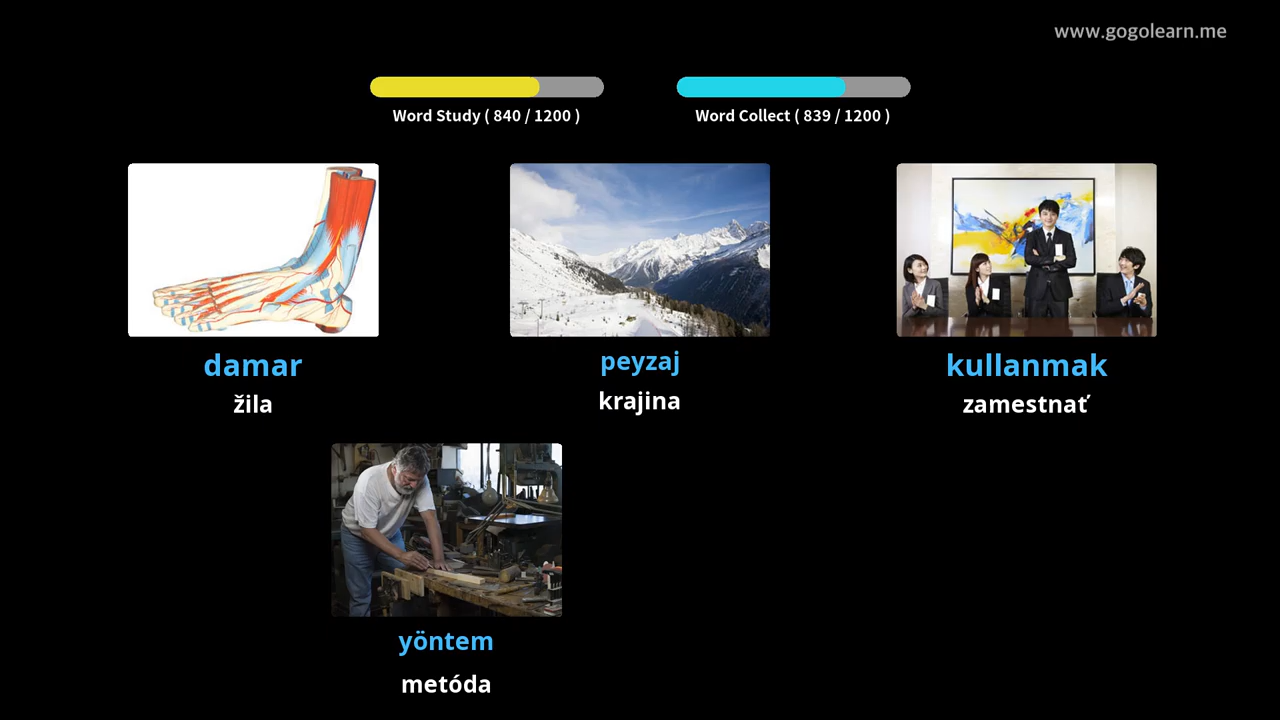 www.gogolearn.me
Word Study ( 840 / 1200 )
Word Collect ( 839 / 1200 )
damar
žila
peyzaj
krajina
kullanmak
zamestnať
yöntem
metóda